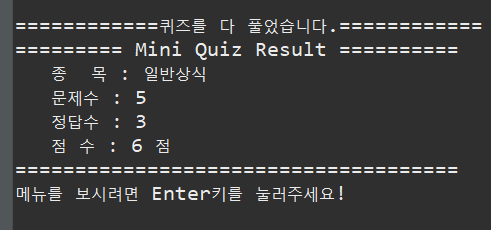 ============퀴즈를 다 풀었습니다.============
========= Mini Quiz Result ==========
종  목 : 일반상식
문제수 : 5
정답수 : 3
점 수 : 6 점
=====================================
메뉴를 보시려면 Enter키를 눌러주세요!